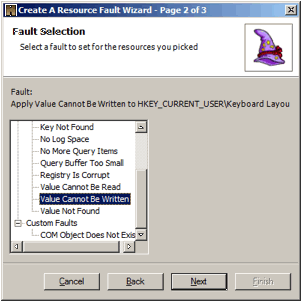 Create A Resource Fault Wizard - Page 2 of 3
Fault Selection
Select a fault to set for the resources you picked
Fault:
Apply Value Cannot Be Written to HKEY_CURRENT_USER\Keyboard Layou
Key Not Found
No Log Space
No More Query Items
Query Buffer Too Small
Registry Is Corrupt
Value Cannot Be Read
Value Cannot Be Written
Value Not Found
Custom Faults
COM Object Does Not Exis
Cancel
Back
Next
Finish